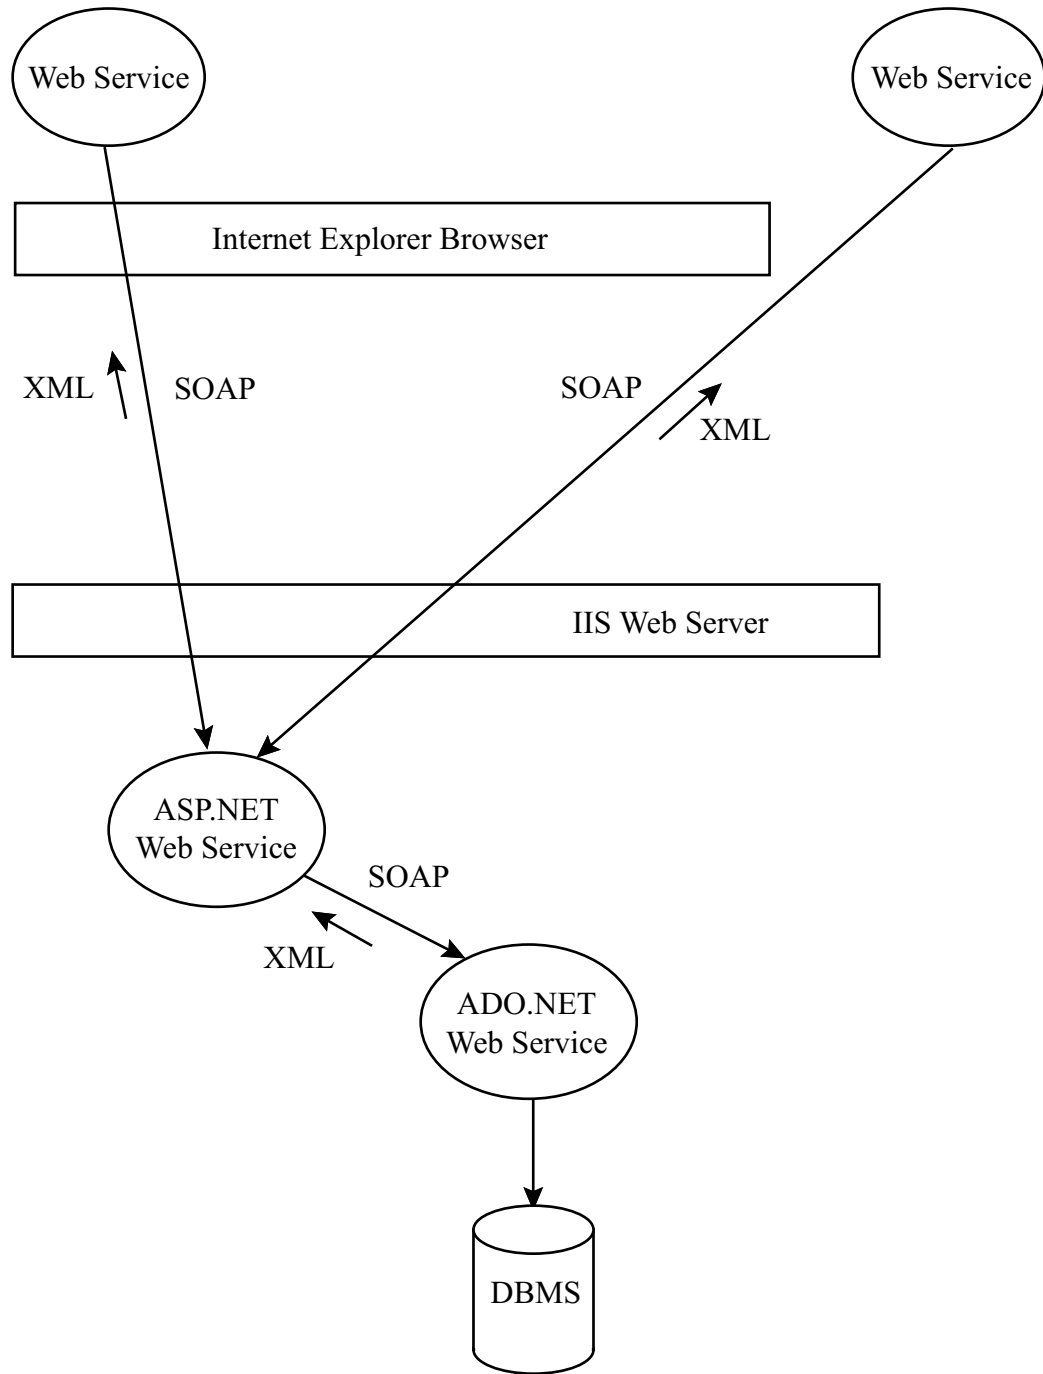 Web Service
Web Service
Internet Explorer Browser
XML
SOAP
SOAP
XML
IIS Web Server
ASP.NET
Web Service
SOAP
XML
ADO.NET
Web Service
DBMS